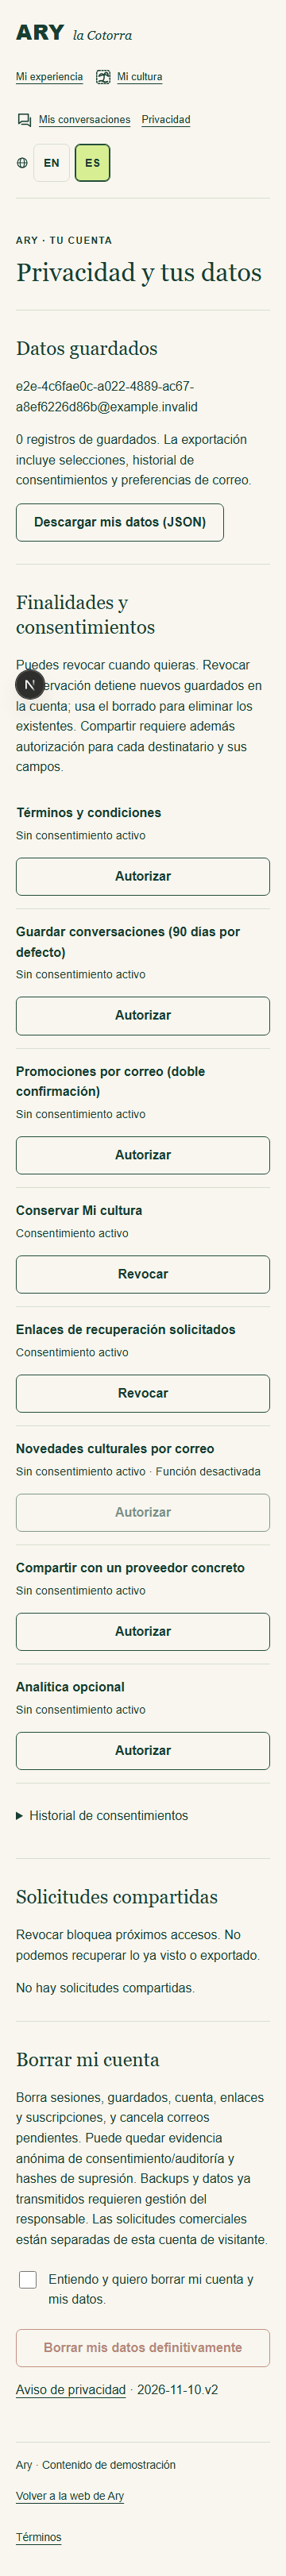 ARY la Cotorra
Mi experiencia Mi cultura
Mis conversaciones Privacidad
EN ES
ARY · TU CUENTA
Privacidad y tus datos
Datos guardados
e2e-4c6fae0c-a022-4889-ac67-
a8ef6226d86b@example.invalid
0 registros de guardados. La exportación
incluye selecciones, historial de
consentimientos y preferencias de correo.
Descargar mis datos (JSON)
Finalidades y
consentimientos
Puedes revocar cuando quieras. Revocar
N ervación detiene nuevos guardados en
la cuenta; usa el borrado para eliminar los
existentes. Compartir requiere además
autorización para cada destinatario y sus
campos.
Términos y condiciones
Sin consentimiento activo
Autorizar
Guardar conversaciones (90 días por
defecto)
Sin consentimiento activo
Autorizar
Promociones por correo (doble
confirmación)
Sin consentimiento activo
Autorizar
Conservar Mi cultura
Consentimiento activo
Revocar
Enlaces de recuperación solicitados
Consentimiento activo
Revocar
Novedades culturales por correo
Sin consentimiento activo · Función desactivada
Autorizar
Compartir con un proveedor concreto
Sin consentimiento activo
Autorizar
Analítica opcional
Sin consentimiento activo
Autorizar
Historial de consentimientos
Solicitudes compartidas
Revocar bloquea próximos accesos. No
podemos recuperar lo ya visto o exportado.
No hay solicitudes compartidas.
Borrar mi cuenta
Borra sesiones, guardados, cuenta, enlaces
y suscripciones, y cancela correos
pendientes. Puede quedar evidencia
anónima de consentimiento/auditoría y
hashes de supresión. Backups y datos ya
transmitidos requieren gestión del
responsable. Las solicitudes comerciales
están separadas de esta cuenta de visitante.
Entiendo y quiero borrar mi cuenta y
mis datos.
Borrar mis datos definitivamente
Aviso de privacidad · 2026-11-10.v2
Ary · Contenido de demostración
Volver a la web de Ary
Términos